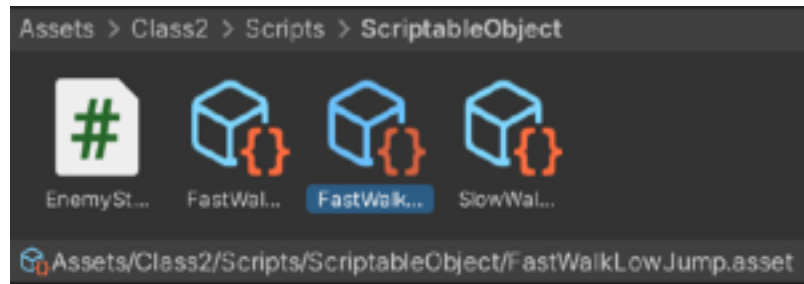 Assets > Class2 > Scripts > ScriptableObject
#
EnemySt... FastWal... FastWalk... SlowWal...
Assets/Class2/Scripts/ScriptableObject/FastWalkLowJump.asset